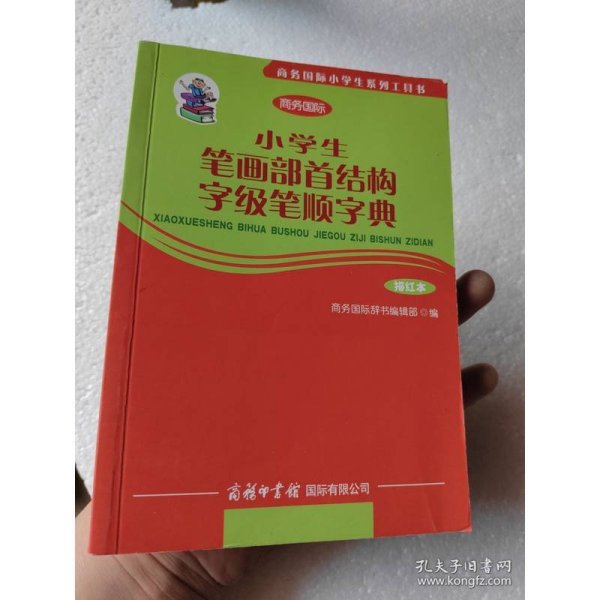 商务国际小学生系列工具书
商务国际
小学生
笔画部首结构
字级笔顺字典
XIAOXUESHENG BIHUA BUSHOU JIEGOU ZIJI BISHUN ZIDIAN
描红本
商务国际辞书编辑部◎编
商務印書館 国际有限公司
孔夫子旧书网
www.kongfz.com